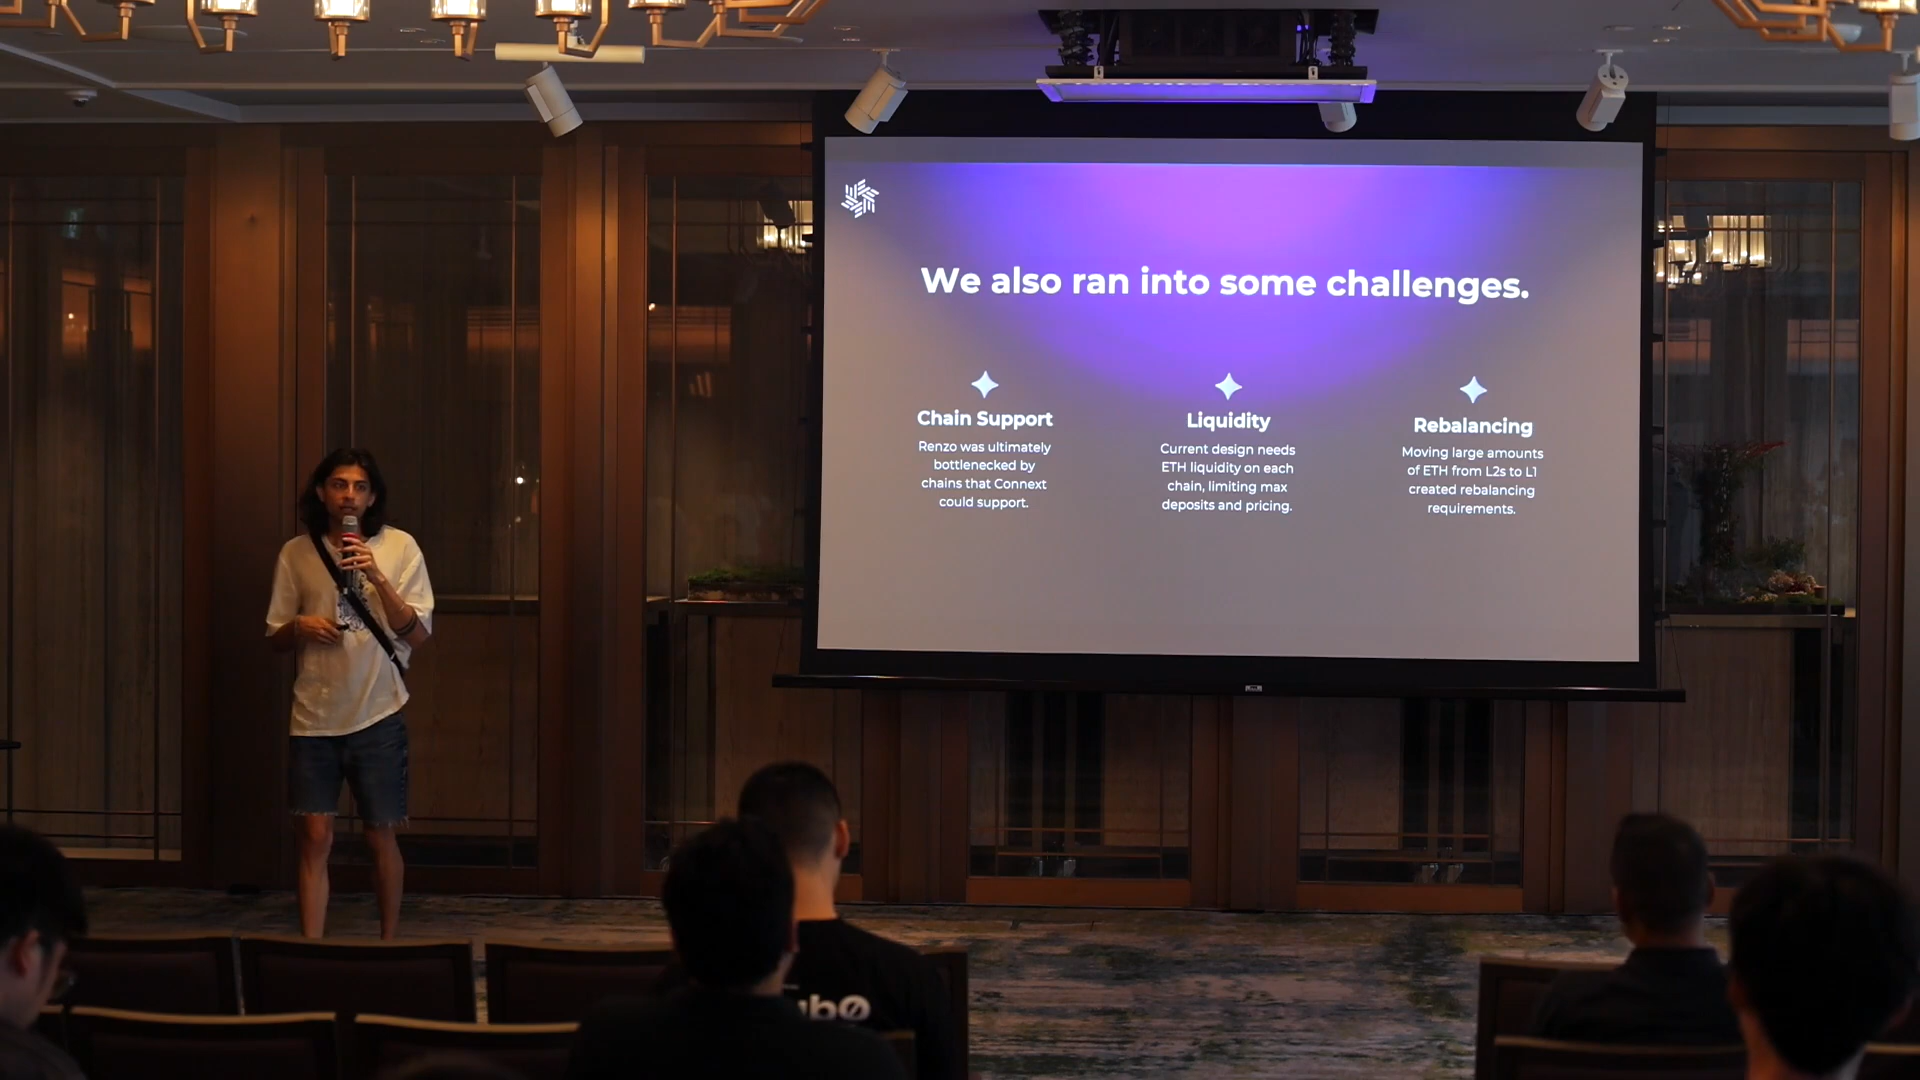 We also ran into some challenges.
Chain Support
Renzo was ultimately
bottlenecked by
chains that Connext
could support.
Liquidity
Current design needs
ETH liquidity on each
chain, limiting max
deposits and pricing.
Rebalancing
Moving large amounts
of ETH from L2s to L1
created rebalancing
requirements.